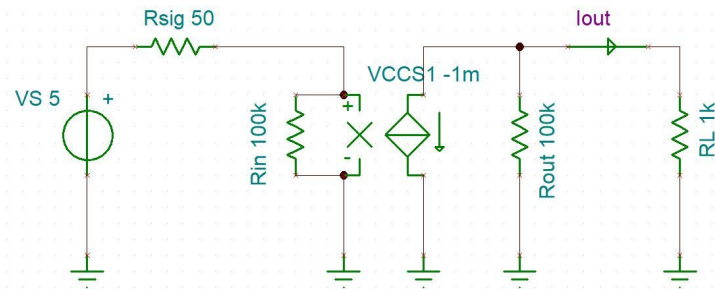 Rsig 50
Iout
VCCS1 -1m
VS 5
+
+
-
Rin 100k
Rout 100k
RL 1k